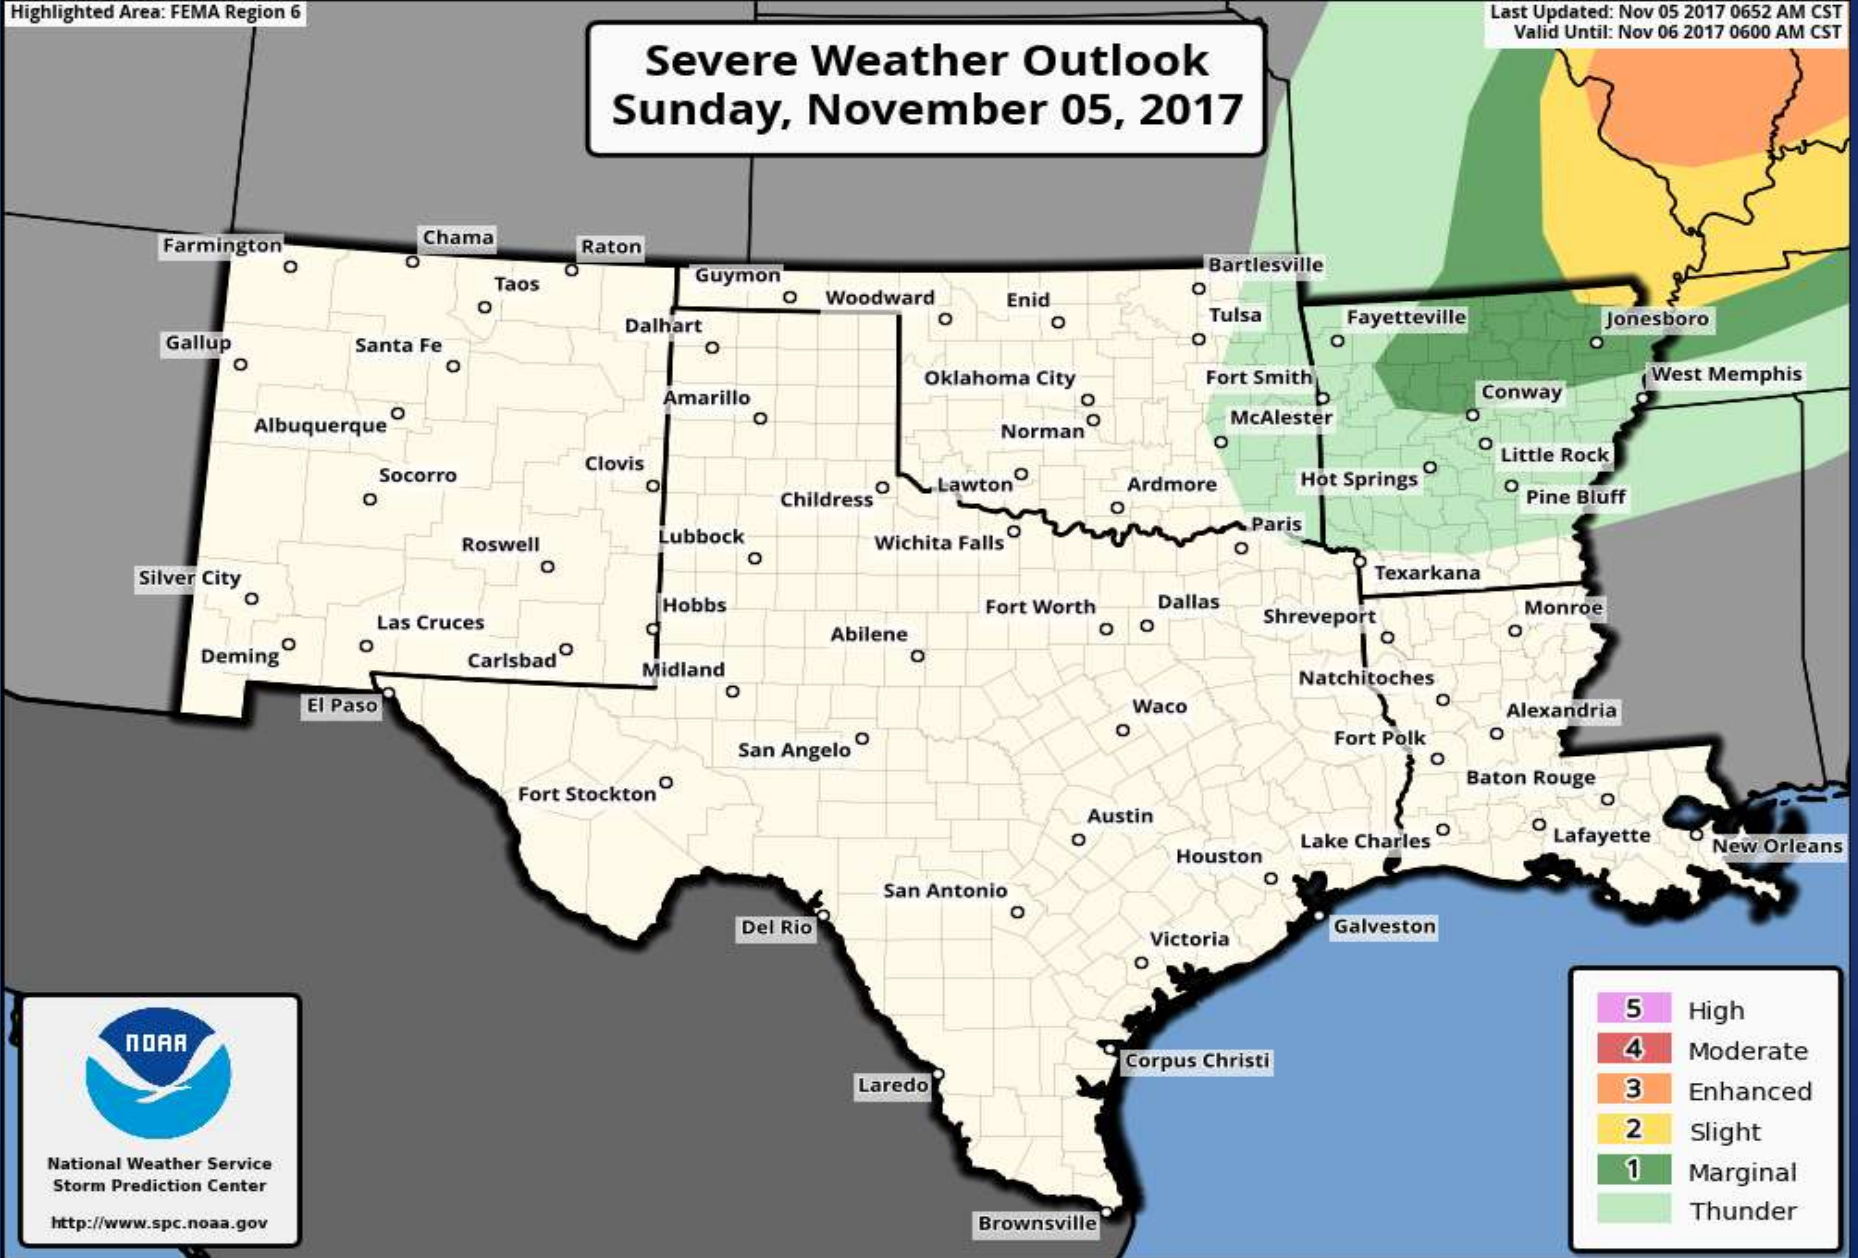 Highlighted Area: FEMA Region 6
Last Updated: Nov 05 2017 0652 AM CST
Valid Until: Nov 06 2017 0600 AM CST
Severe Weather Outlook
Sunday, November 05, 2017
Farmington
Chama
Raton
Taos
Guymon
Woodward
Enid
Bartlesville
Tulsa
Fayetteville
Jonesboro
Gallup
Santa Fe
Dalhart
Albuquerque
Amarillo
Oklahoma City
Norman
Fort Smith
McAlester
Conway
West Memphis
Little Rock
Socorro
Clovis
Childress
Lawton
Ardmore
Hot Springs
Pine Bluff
Roswell
Lubbock
Wichita Falls
Paris
Texarkana
Silver City
Las Cruces
Hobbs
Abilene
Fort Worth
Dallas
Shreveport
Monroe
Deming
Carlsbad
Midland
Natchitoches
El Paso
San Angelo
Waco
Fort Polk
Alexandria
Fort Stockton
Austin
Baton Rouge
Houston
Lake Charles
Lafayette
New Orleans
Del Rio
San Antonio
Victoria
Galveston
Corpus Christi
Laredo
Brownsville
NOAA
National Weather Service
Storm Prediction Center
http://www.spc.noaa.gov
5 High
4 Moderate
3 Enhanced
2 Slight
1 Marginal
Thunder